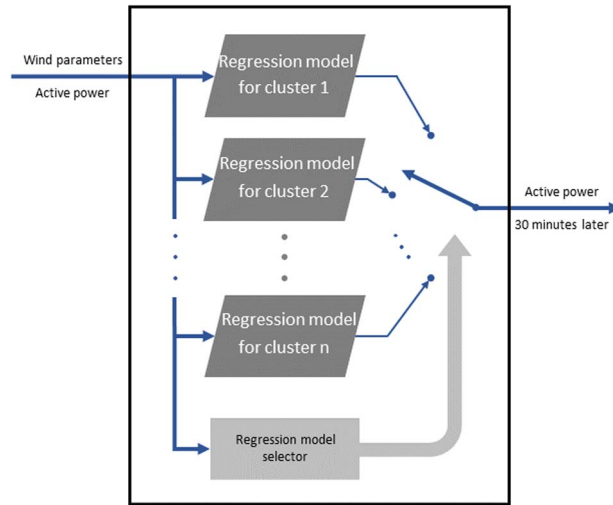 Wind parameters
Active power
Regression model
for cluster 1
Regression model
for cluster 2
Regression model
for cluster n
Regression model
selector
Active power
30 minutes later